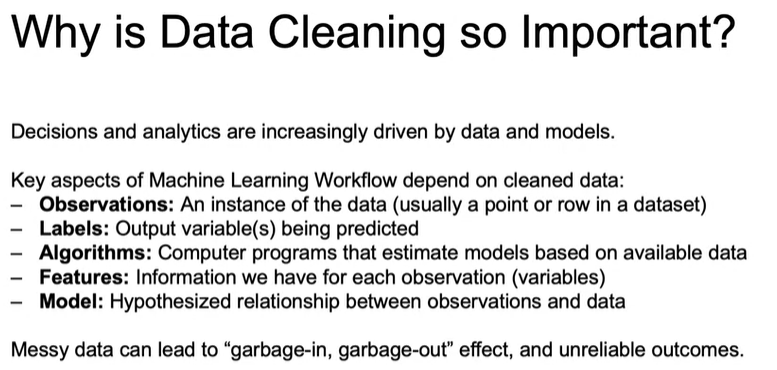 Why is Data Cleaning so Important?
Decisions and analytics are increasingly driven by data and models.
Key aspects of Machine Learning Workflow depend on cleaned data:
– Observations: An instance of the data (usually a point or row in a dataset)
– Labels: Output variable(s) being predicted
– Algorithms: Computer programs that estimate models based on available data
– Features: Information we have for each observation (variables)
– Model: Hypothesized relationship between observations and data
Messy data can lead to “garbage-in, garbage-out” effect, and unreliable outcomes.